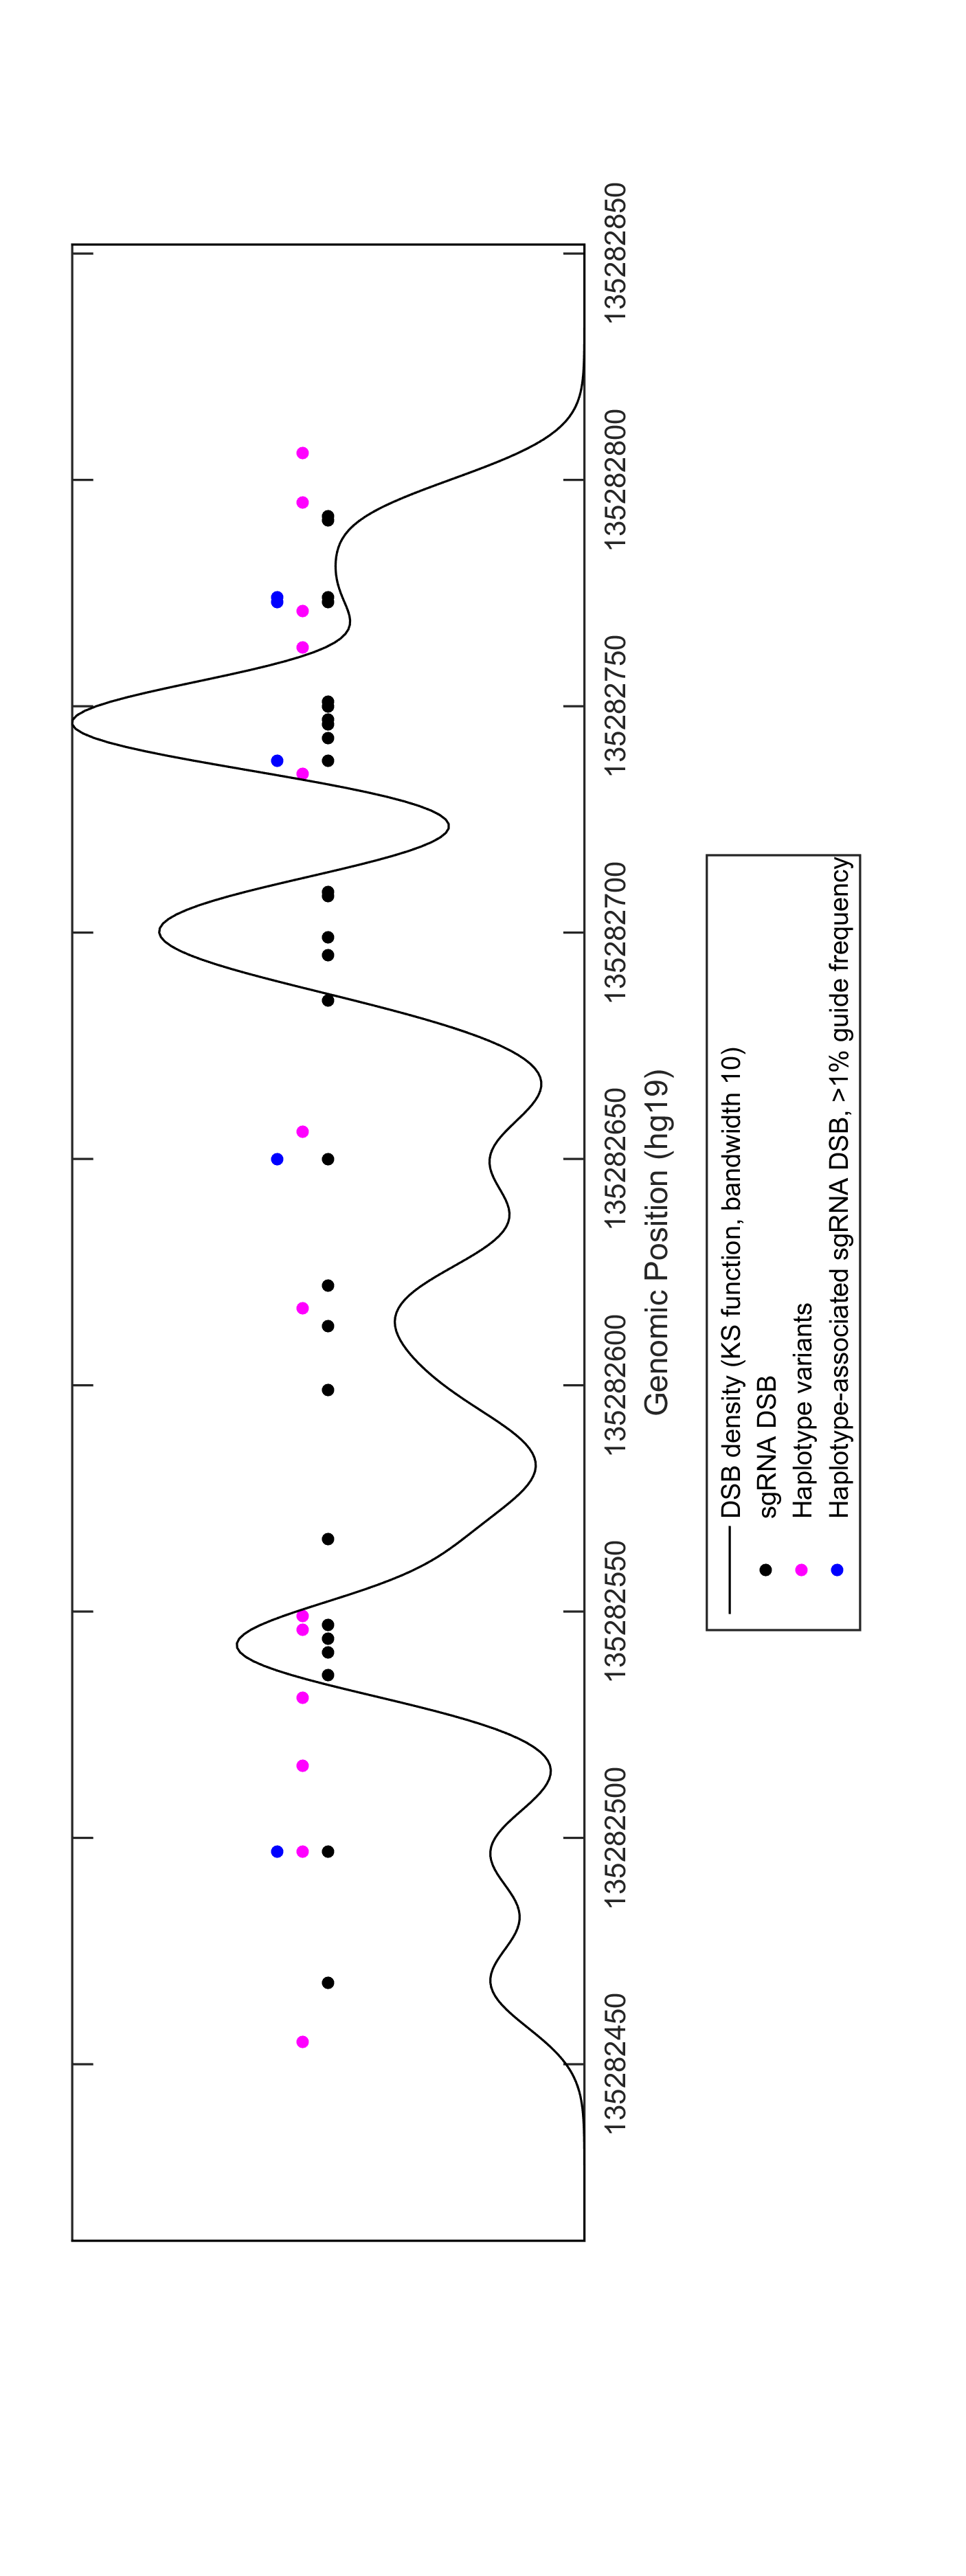 135282450
135282500
135282550
135282600
135282650
135282700
135282750
135282800
135282850
Genomic Position (hg19)
DSB density (KS function, bandwidth 10)
sgRNA DSB
Haplotype variants
Haplotype-associated sgRNA DSB, >1% guide frequency